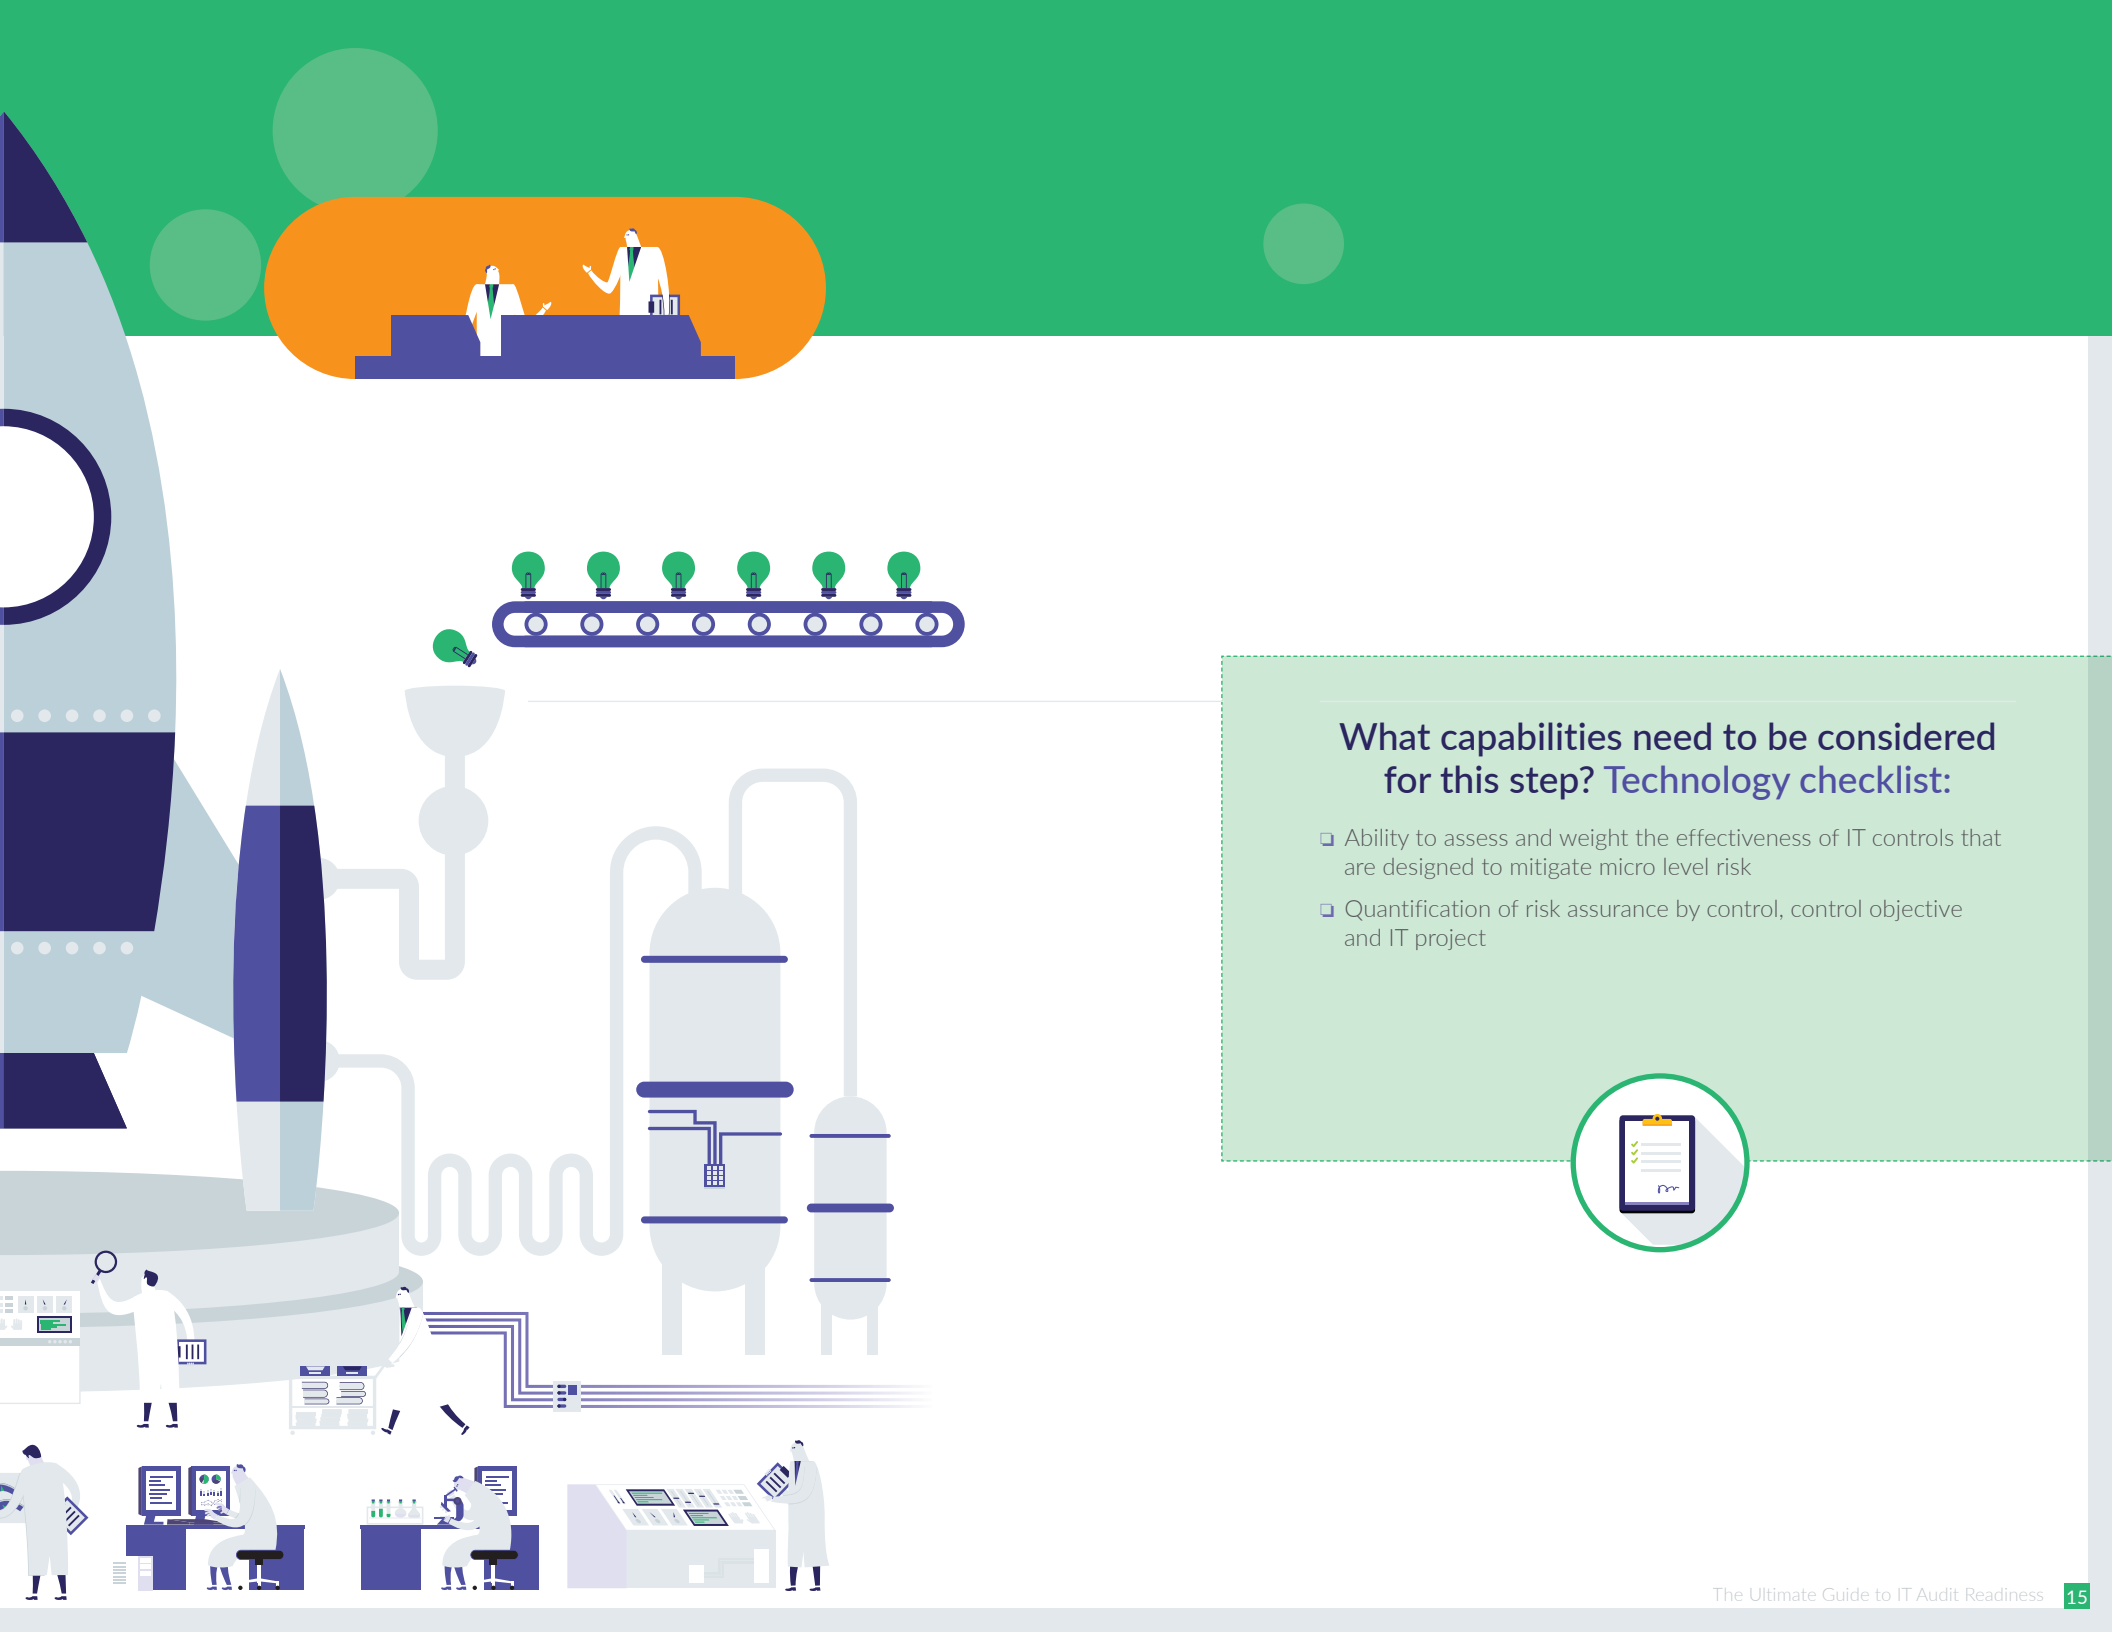 What capabilities need to be considered
for this step? Technology checklist:
❏ Ability to assess and weight the effectiveness of IT controls that
are designed to mitigate micro level risk
❏ Quantification of risk assurance by control, control objective
and IT project
The Ultimate Guide to IT Audit Readiness 15